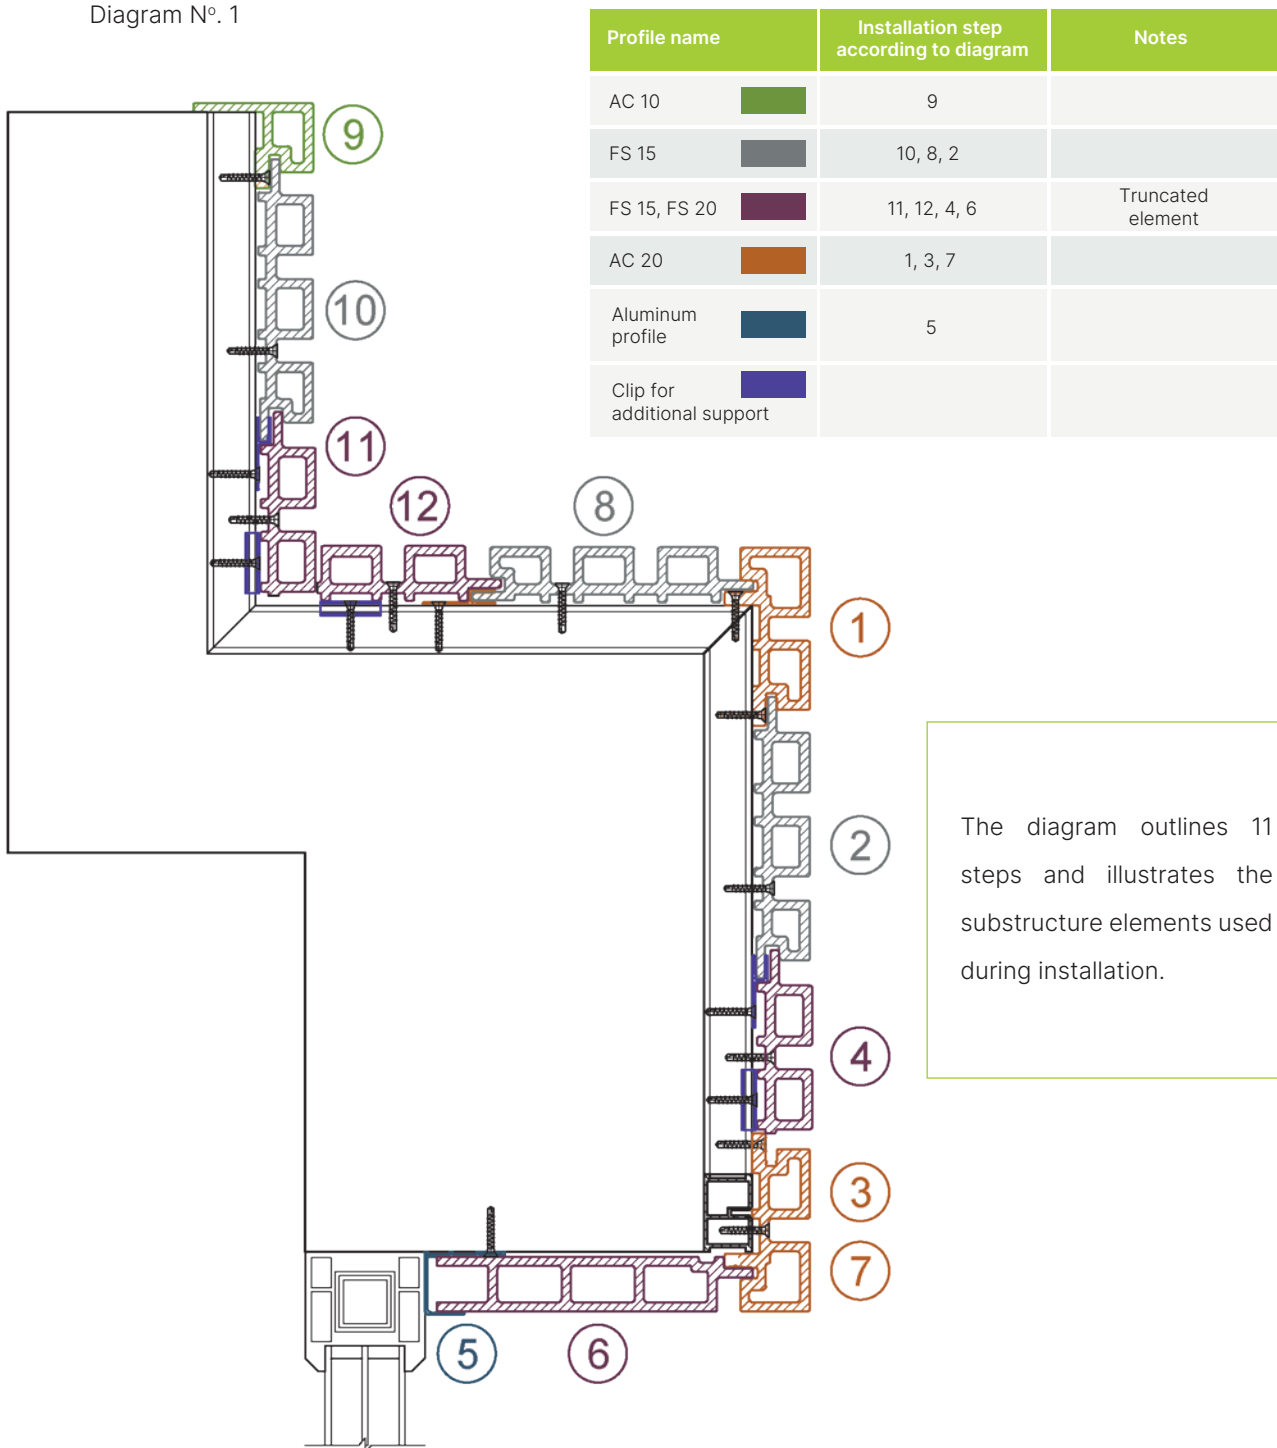 Diagram Nº. 1
Profile name
Installation step
according to diagram
Notes
AC 10
9
FS 15
10, 8, 2
FS 15, FS 20
11, 12, 4, 6
Truncated
element
AC 20
1, 3, 7
Aluminum
profile
5
Clip for
additional support
9
10
11
12
8
1
2
The diagram outlines 11
steps and illustrates the
substructure elements used
during installation.
4
3
7
5
6